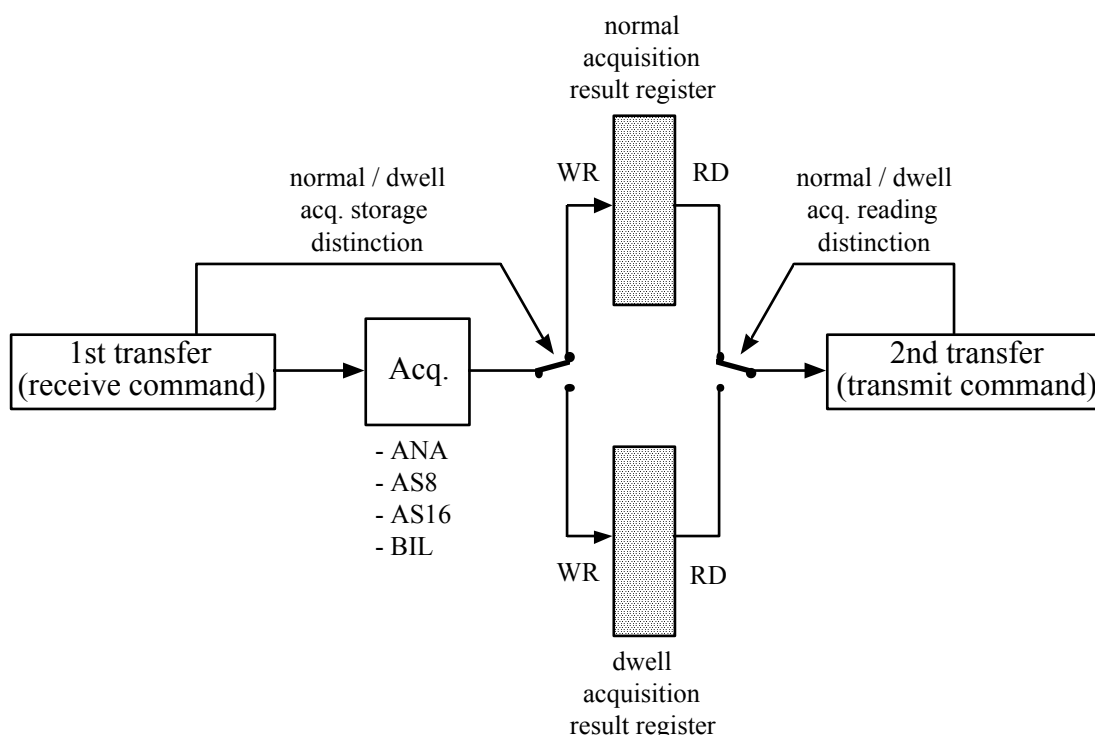 normal
acquisition
result register
WR
RD
normal / dwell
acq. storage
distinction
normal / dwell
acq. reading
distinction
1st transfer
(receive command)
Acq.
2nd transfer
(transmit command)
- ANA
- AS8
- AS16
- BIL
WR
RD
dwell
acquisition
result register